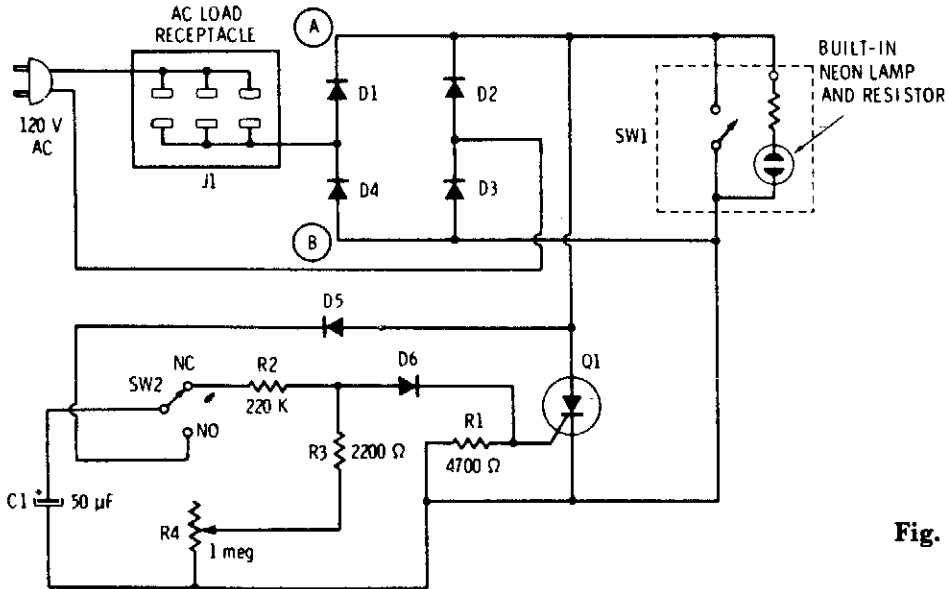 AC LOAD
RECEPTACLE
A
BUILT-IN
NEON LAMP
AND RESISTOR
D1
D2
120 V
AC
SW1
J1
D4
D3
B
D5
NC
R2
D6
Q1
SW2
220 K
R1
NO
R3
2200 Ω
4700 Ω
C1
+
50 µF
R4
1 meg
Fig.